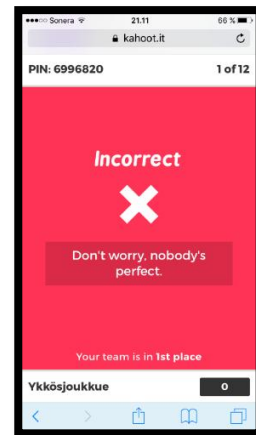 Sonera 21.11 66 %
kahoot.it
PIN: 6996820 1 of 12
Incorrect
Don't worry, nobody's
perfect.
Your team is in 1st place
Ykkösjoukkue 0